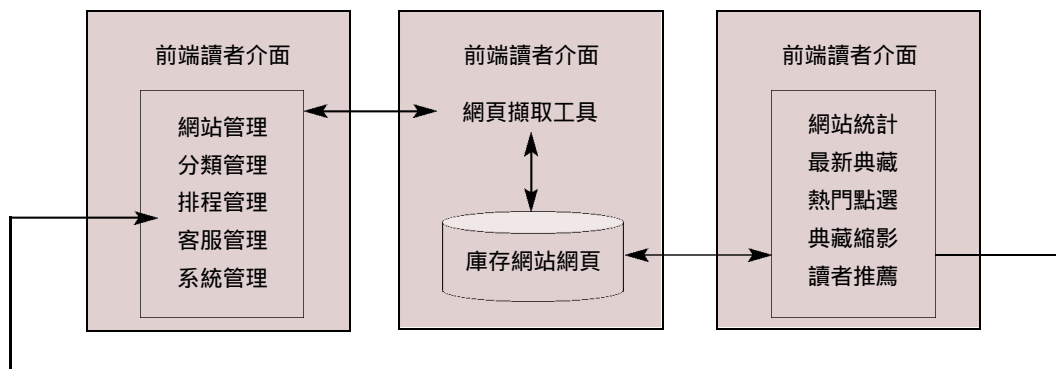 前端讀者介面
網站管理
分類管理
排程管理
客服管理
系統管理
前端讀者介面
網頁擷取工具
庫存網站網頁
前端讀者介面
網站統計
最新典藏
熱門點選
典藏縮影
讀者推薦